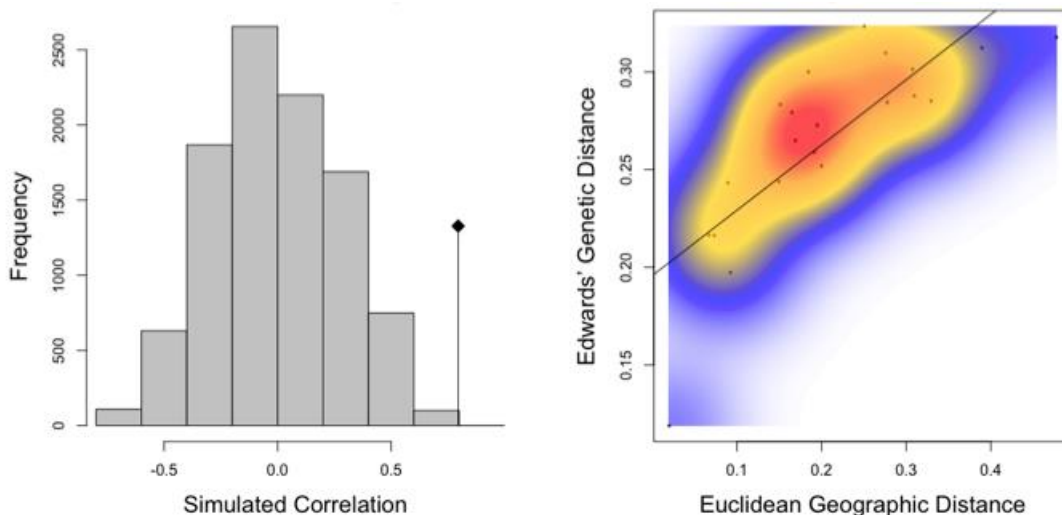 Frequency
2500
2000
1500
1000
500
0
-0.5 0.0 0.5
Simulated Correlation
Edwards' Genetic Distance
0.30
0.25
0.20
0.15
0.1 0.2 0.3 0.4
Euclidean Geographic Distance